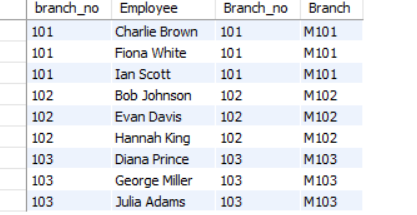 branch_no Employee Branch_no Branch
101 Charlie Brown 101 M101
101 Fiona White 101 M101
101 Ian Scott 101 M101
102 Bob Johnson 102 M102
102 Evan Davis 102 M102
102 Hannah King 102 M102
103 Diana Prince 103 M103
103 George Miller 103 M103
103 Julia Adams 103 M103